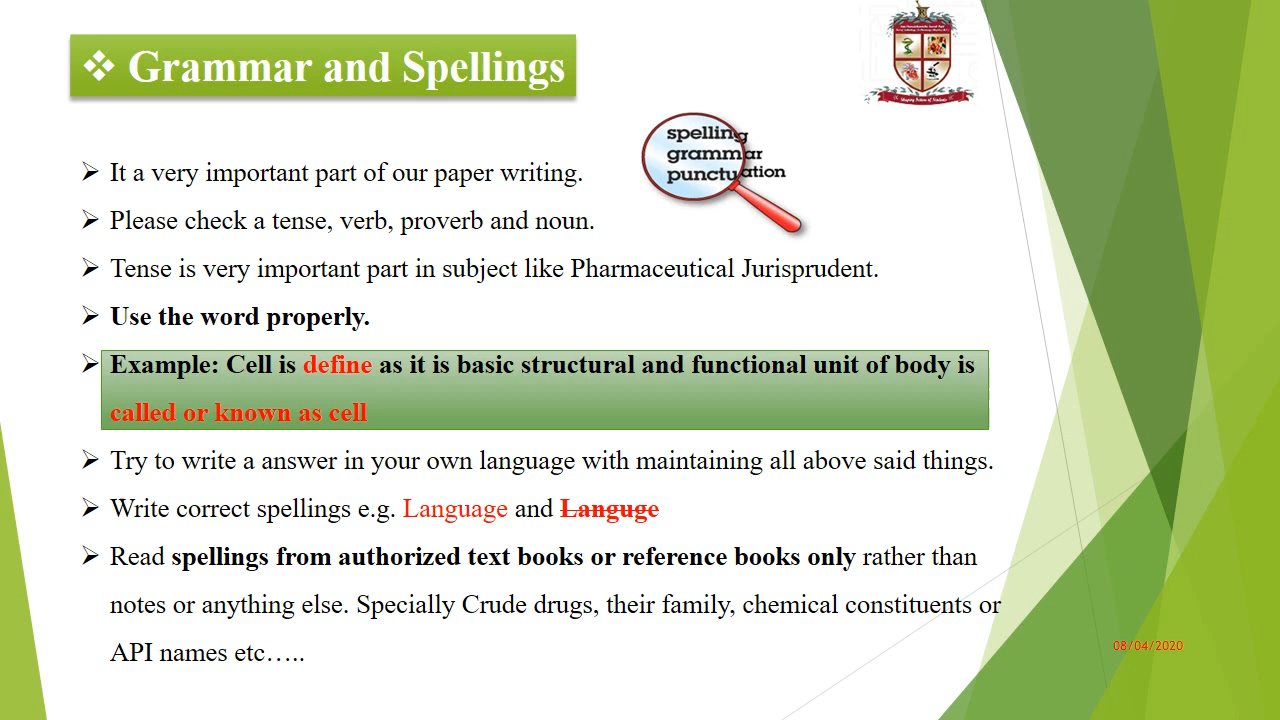 ❖ Grammar and Spellings
spelling
grammar
punctuation
➢ It a very important part of our paper writing.
➢ Please check a tense, verb, proverb and noun.
➢ Tense is very important part in subject like Pharmaceutical Jurisprudent.
➢ Use the word properly.
➢ Example: Cell is define as it is basic structural and functional unit of body is
called or known as cell
➢ Try to write a answer in your own language with maintaining all above said things.
➢ Write correct spellings e.g. Language and Languge
➢ Read spellings from authorized text books or reference books only rather than
notes or anything else. Specially Crude drugs, their family, chemical constituents or
API names etc…..
08/04/2020